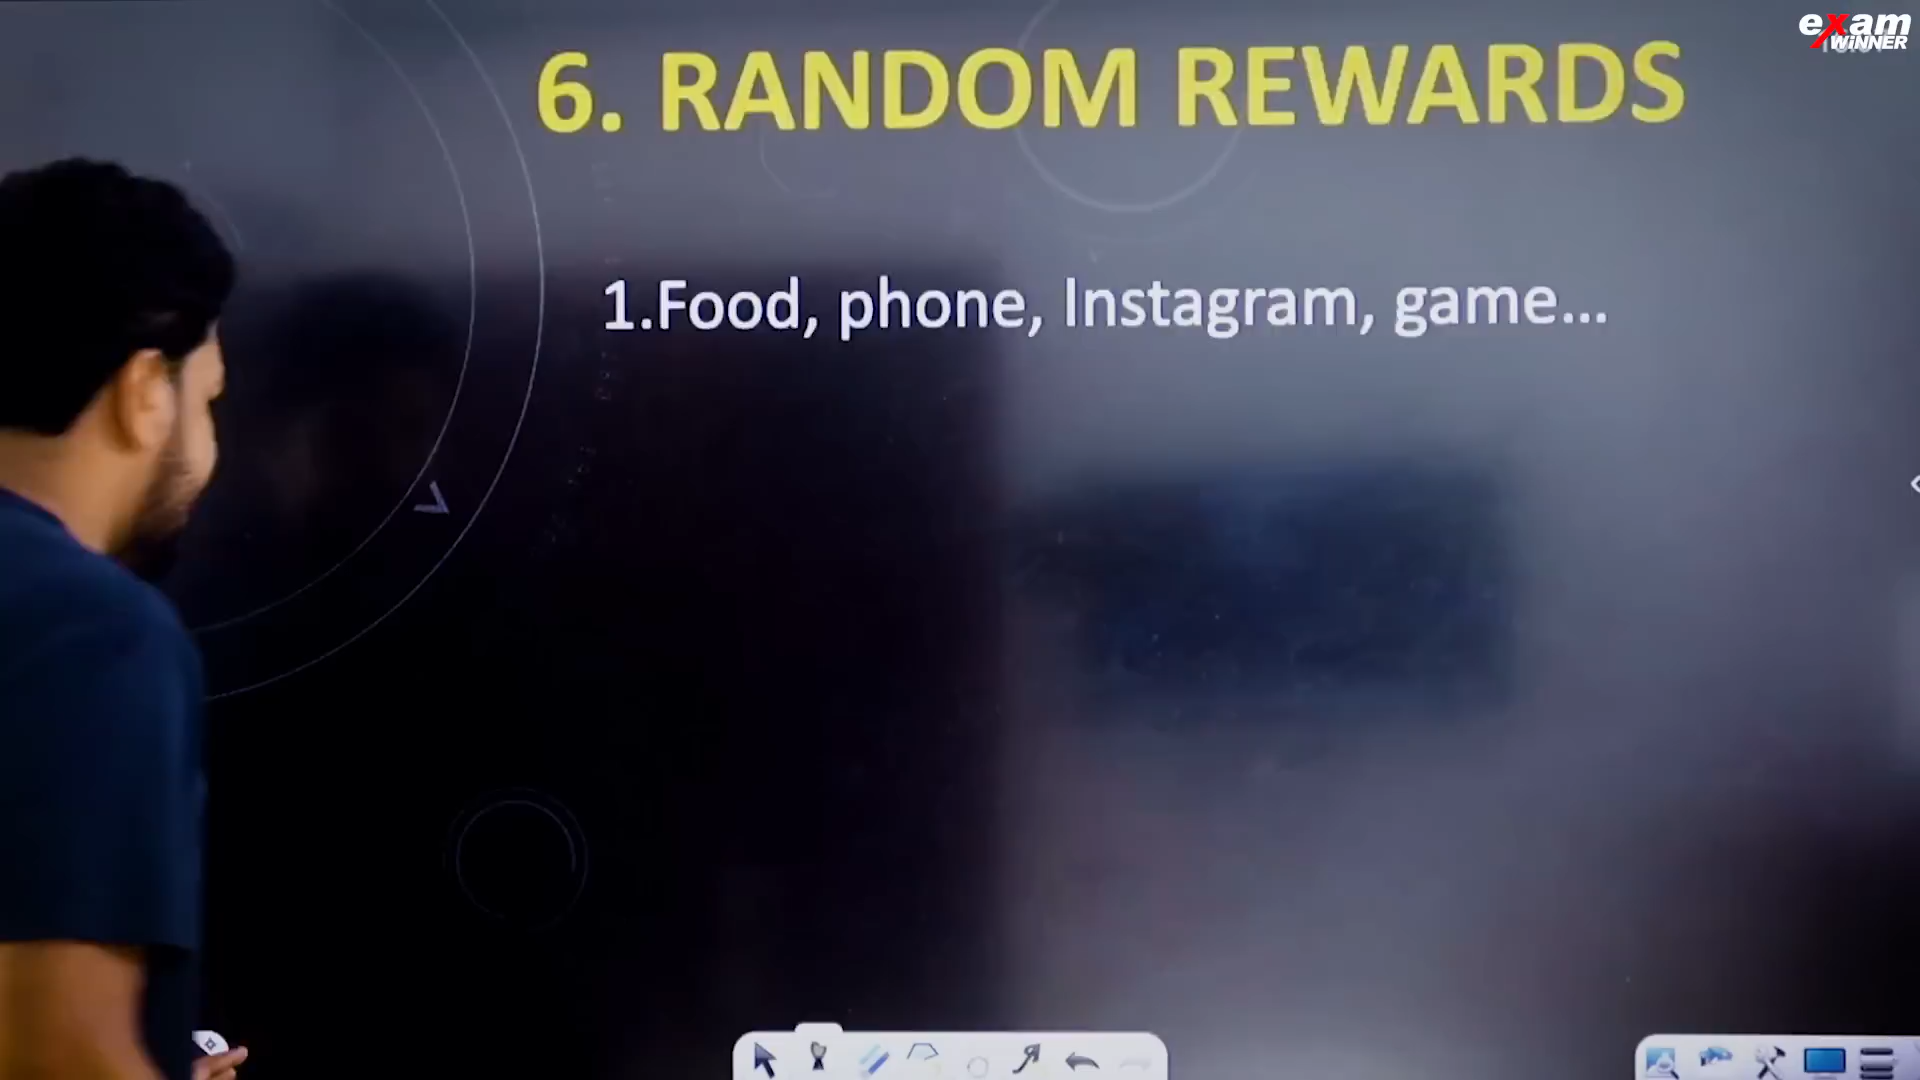 exam
WiNNER
6. RANDOM REWARDS
1.Food, phone, Instagram, game...